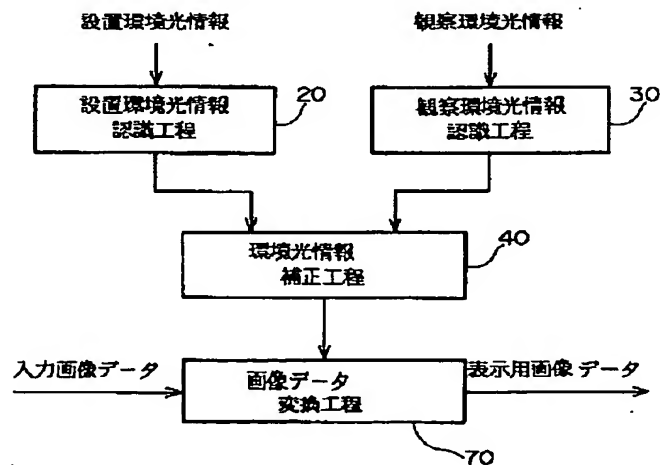 設置環境光情報
観察環境光情報
設置環境光情報
認識工程
20
観察環境光情報
認識工程
30
環境光情報
補正工程
40
入力画像データ
画像データ
変換工程
表示用画像データ
70